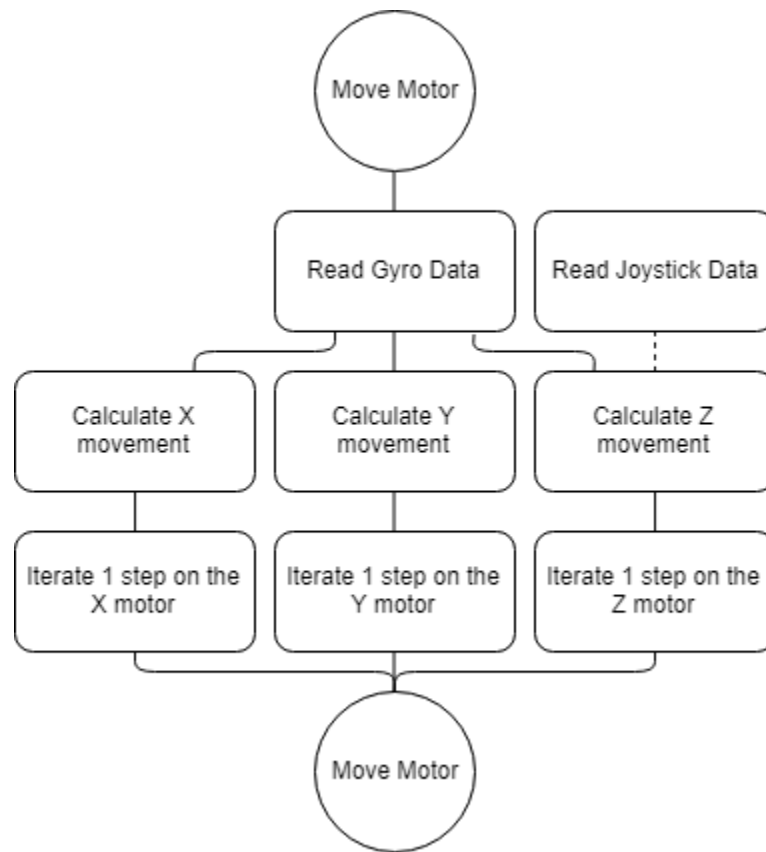 Move Motor
Read Gyro Data
Read Joystick Data
Calculate X
movement
Calculate Y
movement
Calculate Z
movement
Iterate 1 step on the
X motor
Iterate 1 step on the
Y motor
Iterate 1 step on the
Z motor
Move Motor